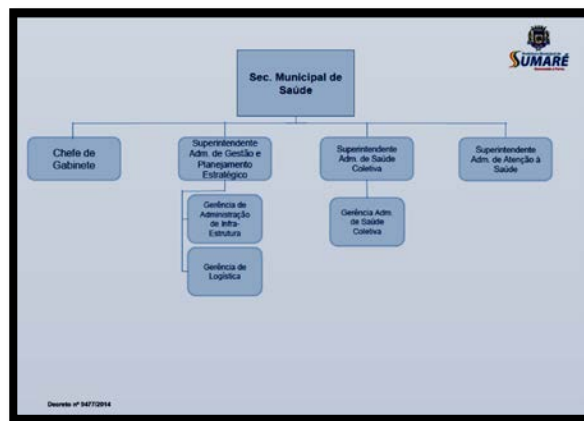 SUMARÉ
Sec. Municipal de
Saúde
Chefe de
Gabinete
Superintendente
Adm. de Gestão e
Planejamento
Estratégico
Superintendente
Adm. de Saúde
Coletiva
Superintendente
Adm. de Atenção à
Saúde
Gerência de
Administração
de Infra-
Estrutura
Gerência Adm.
de Saúde
Coletiva
Gerência de
Logística
Decreto nº 9477/2014